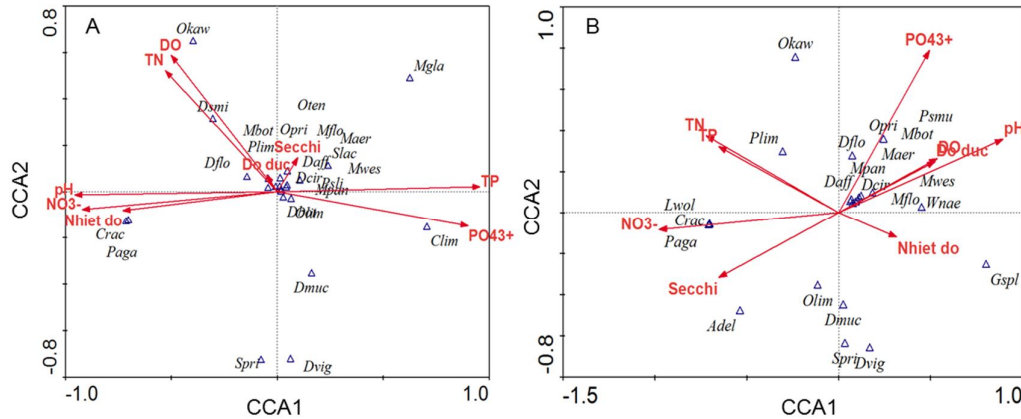 A
0.8
CCA2
-0.8
-1.0
CCA1
1.0
Okaw
DO
TN
Mgla
Dsmi
Oten
Mbot
Opri
Mflo
Plim
Maer
Secchi
Slac
Dflo
Do duc
Daff
Mwes
Dcir
Mpan
pH
TP
NO3-
Nhiet do
Crac
Paga
PO43+
Clim
Dmuc
Spri
Dvig
B
1.0
CCA2
-0.8
-1.5
CCA1
1.0
Okaw
PO43+
TN
TP
Plim
Dflo
Opri
Psmu
Mbot
pH
Maer
DO
Do duc
Mpan
Daff
Dcir
Mwes
Mflo
Wnae
Lwol
Crac
NO3-
Paga
Nhiet do
Secchi
Gspl
Adel
Olim
Dmuc
Spri
Dvig